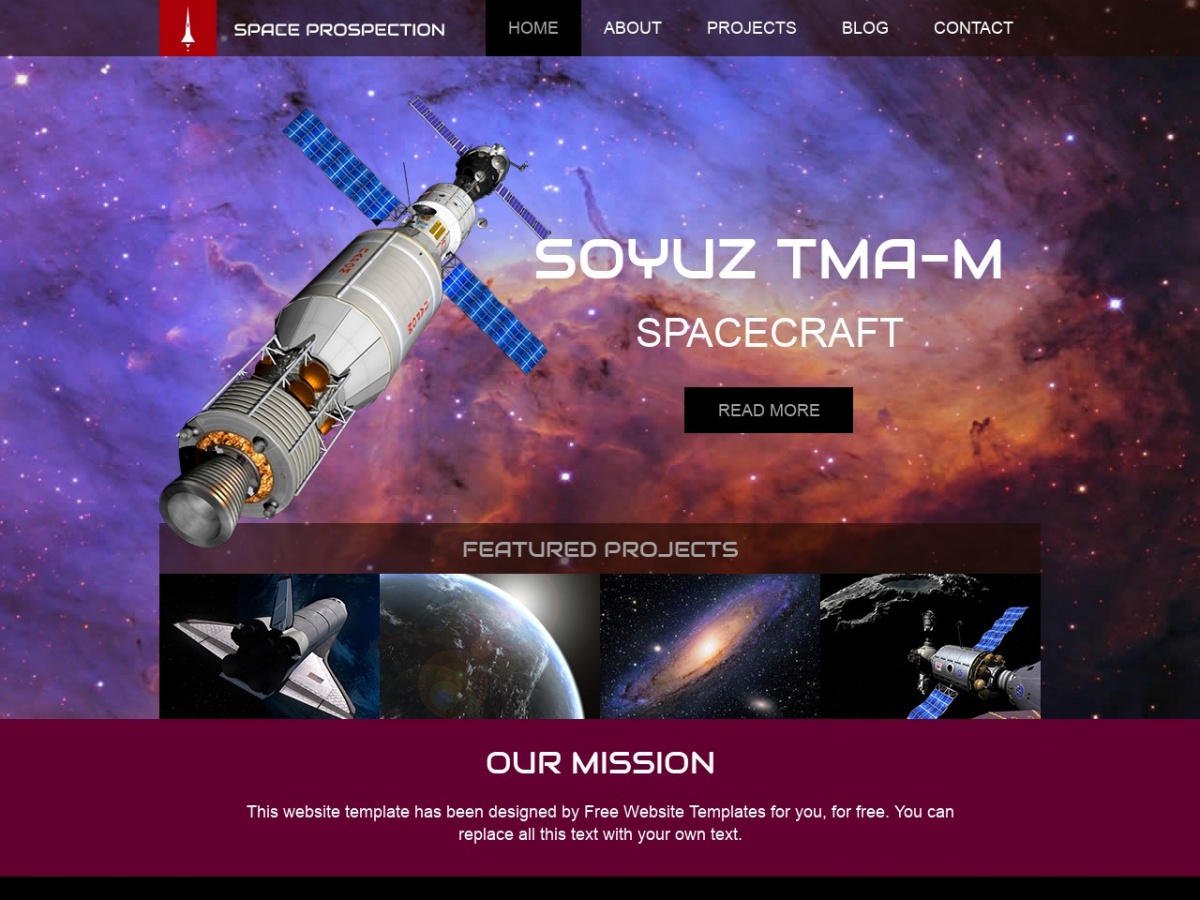 SPACE PROSPECTION
HOME
ABOUT
PROJECTS
BLOG
CONTACT
SOYUZ TMA-M
SPACECRAFT
READ MORE
FEATURED PROJECTS
OUR MISSION
This website template has been designed by Free Website Templates for you, for free. You can
replace all this text with your own text.